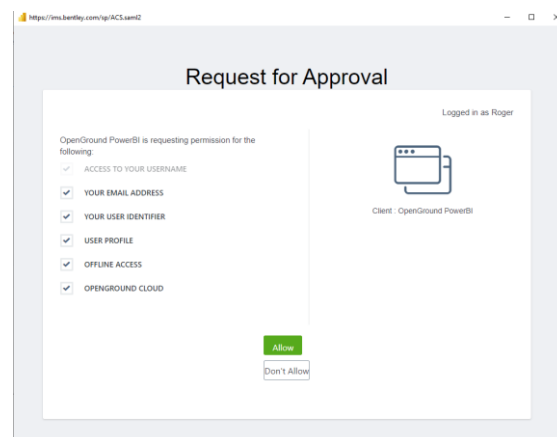 https://ims.bentley.com/sp/ACS.saml2
Request for Approval
Logged in as Roger
OpenGround PowerBI is requesting permission for the
following:
ACCESS TO YOUR USERNAME
YOUR EMAIL ADDRESS
YOUR USER IDENTIFIER
USER PROFILE
OFFLINE ACCESS
OPENGROUND CLOUD
Client : OpenGround PowerBI
Allow
Don't Allow